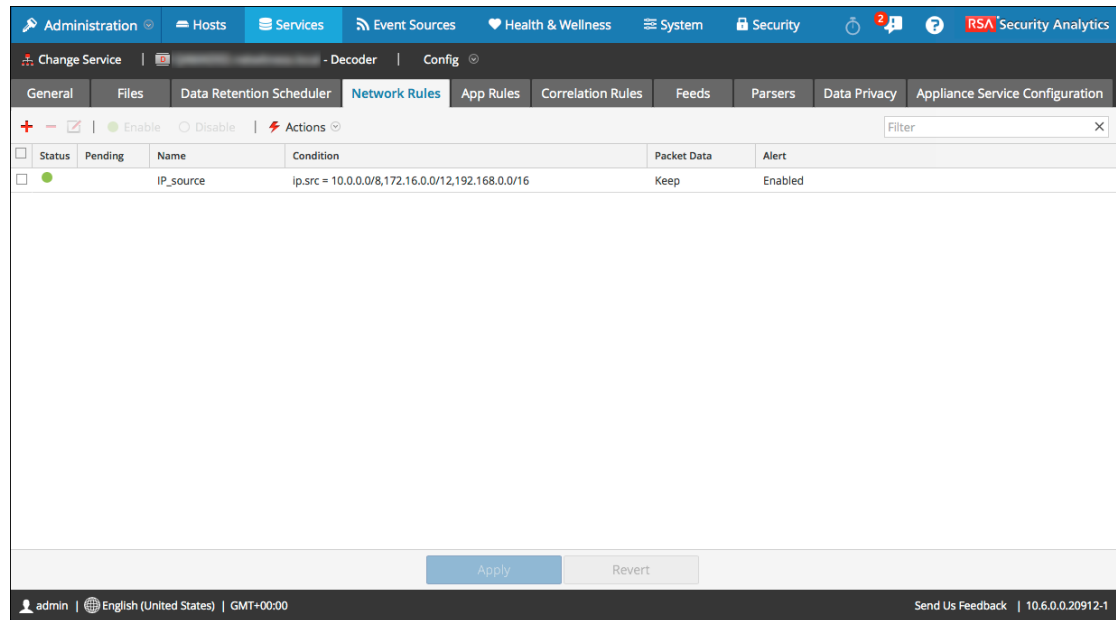 Administration Hosts Services Event Sources Health & Wellness System Security 2 ? RSA Security Analytics
Change Service | D - Decoder | Config
General Files Data Retention Scheduler Network Rules App Rules Correlation Rules Feeds Parsers Data Privacy Appliance Service Configuration
Enable Disable | Actions Filter
Status Pending Name Condition Packet Data Alert
IP_source ip.src = 10.0.0.0/8,172.16.0.0/12,192.168.0.0/16 Keep Enabled
Apply Revert
admin | English (United States) | GMT+00:00 Send Us Feedback | 10.6.0.0.20912-1